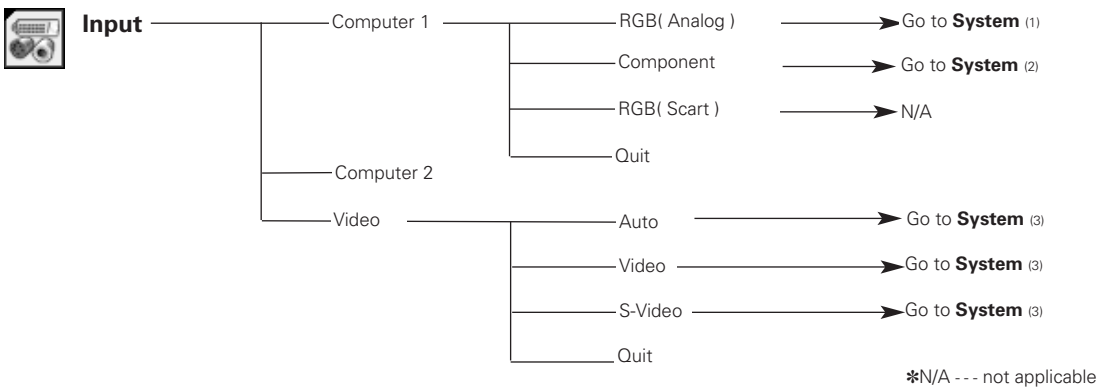 Input
Computer 1
RGB( Analog )
Go to System (1)
Component
Go to System (2)
RGB( Scart )
N/A
Quit
Computer 2
Video
Auto
Go to System (3)
Video
Go to System (3)
S-Video
Go to System (3)
Quit
✽N/A - - - not applicable